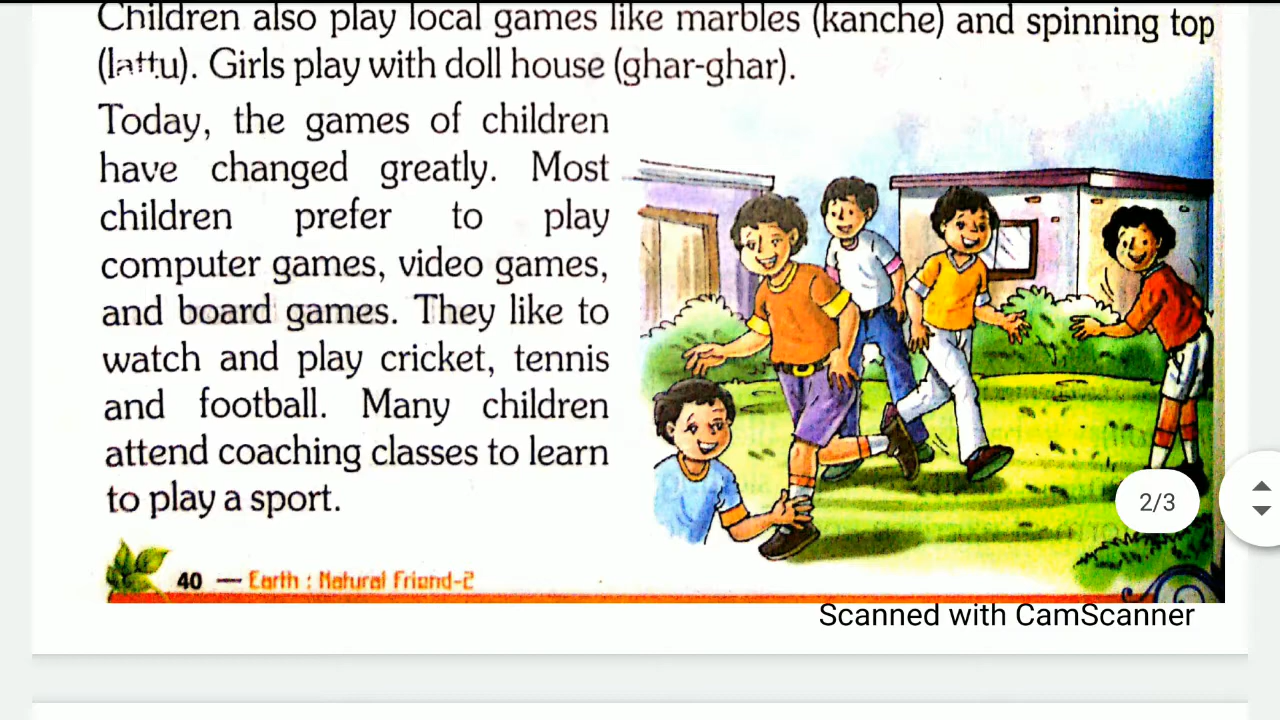 Children also play local games like marbles (kanche) and spinning top
(lattu). Girls play with doll house (ghar-ghar).
Today, the games of children
have changed greatly. Most
children prefer to play
computer games, video games,
and board games. They like to
watch and play cricket, tennis
and football. Many children
attend coaching classes to learn
to play a sport.
40 — Earth : Natural Friend-2
2/3
Scanned with CamScanner